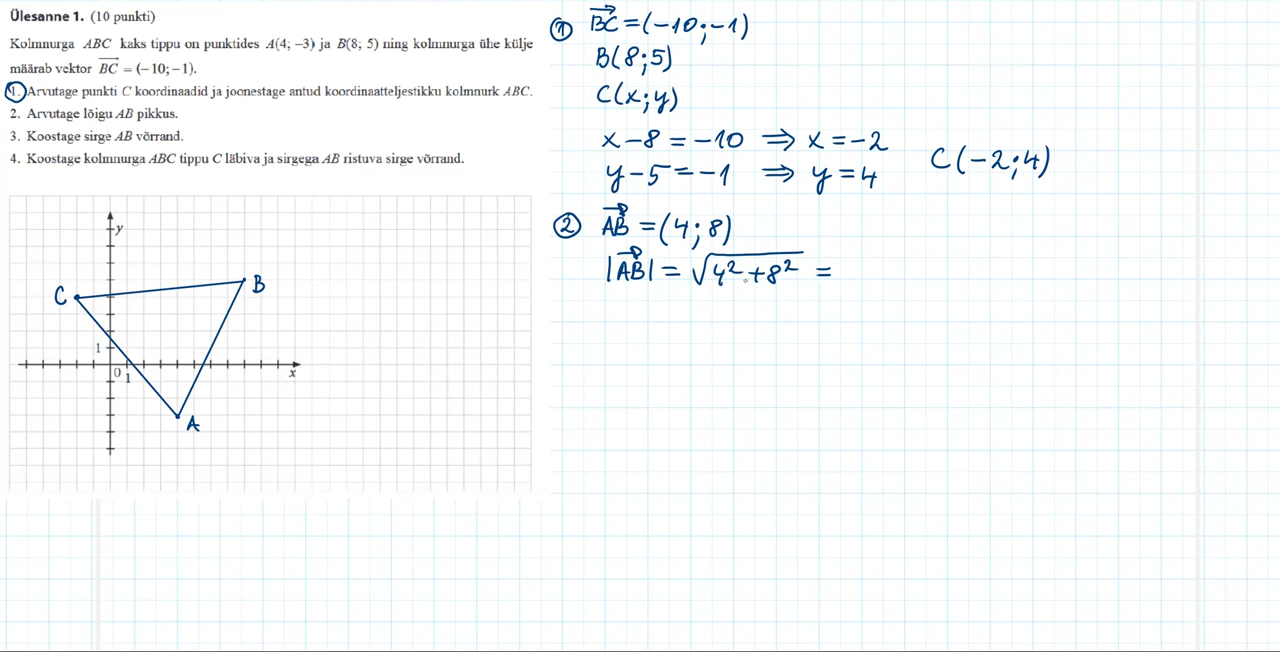 Ülesanne 1. (10 punkti)
Kolmnurga ABC kaks tippu on punktides A(4; −3) ja B(8; 5) ning kolmnurga ühe külje
määrab vektor \overrightarrow{BC} = (−10; −1).
1. Arvutage punkti C koordinaadid ja joonestage antud koordinaatteljestikku kolmnurk ABC.
2. Arvutage lõigu AB pikkus.
3. Koostage sirge AB võrrand.
4. Koostage kolmnurga ABC tippu C läbiva ja sirgega AB ristuva sirge võrrand.
y
C
B
1
0
1
x
A
① \overrightarrow{BC} = (−10; −1)
B(8; 5)
C(x; y)
x − 8 = −10 ⇒ x = −2
y − 5 = −1 ⇒ y = 4
C(−2; 4)
② \overrightarrow{AB} = (4; 8)
|\overrightarrow{AB}| = √(4² + 8²) =